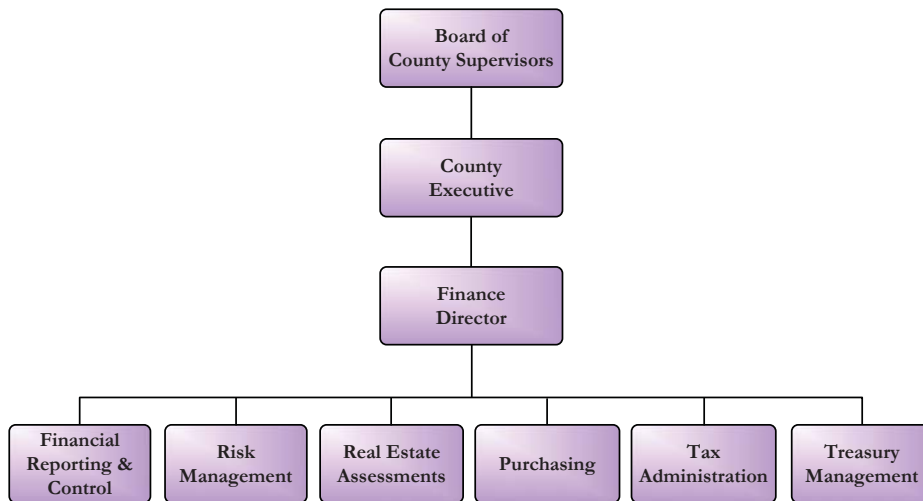 Board of
County Supervisors
County
Executive
Finance
Director
Financial
Reporting &
Control
Risk
Management
Real Estate
Assessments
Purchasing
Tax
Administration
Treasury
Management